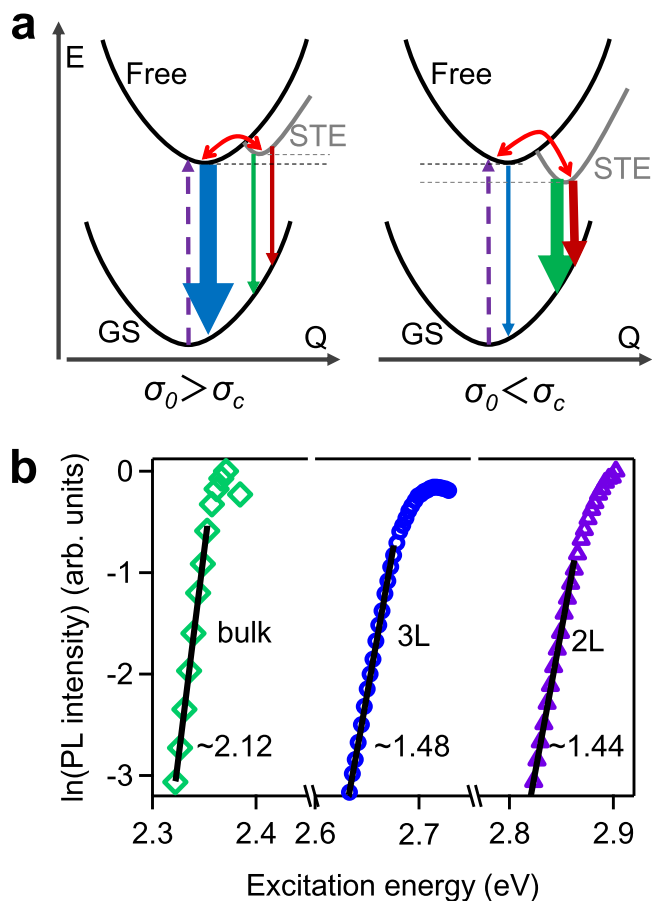 a
E
Free
STE
GS
Q
σ₀>σ꜀
Free
STE
GS
Q
σ₀<σ꜀
b
ln(PL intensity) (arb. units)
0
-1
-2
-3
bulk
3L
2L
~2.12
~1.48
~1.44
2.3
2.4
2.6
2.7
2.8
2.9
Excitation energy (eV)